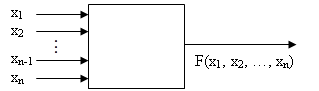 x₁
x₂
⋮
xₙ₋₁
xₙ
F(x₁, x₂, ..., xₙ)